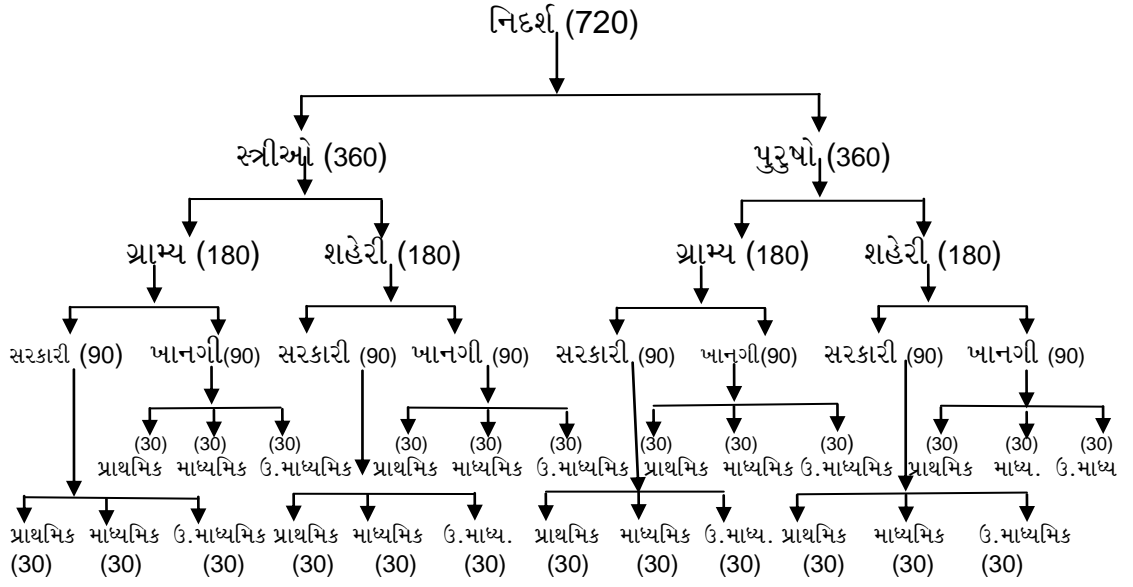 નિદર્શ (720)
સ્ત્રીઓ (360) પુરુષો (360)
ગ્રામ્ય (180) શહેરી (180) ગ્રામ્ય (180) શહેરી (180)
સરકારી (90) ખાનગી(90) સરકારી (90) ખાનગી (90) સરકારી (90) ખાનગી(90) સરકારી (90) ખાનગી (90)
(30) (30) (30) (30) (30) (30) (30) (30) (30) (30) (30) (30)
પ્રાથમિક માધ્યમિક ઉ.માધ્યમિક પ્રાથમિક માધ્યમિક ઉ.માધ્યમિક પ્રાથમિક માધ્યમિક ઉ.માધ્યમિક પ્રાથમિક માધ્ય. ઉ.માધ્ય
પ્રાથમિક માધ્યમિક ઉ.માધ્યમિક પ્રાથમિક માધ્યમિક ઉ.માધ્ય. પ્રાથમિક માધ્યમિક ઉ.માધ્ય. પ્રાથમિક માધ્યમિક ઉ.માધ્યમિક
(30) (30) (30) (30) (30) (30) (30) (30) (30) (30) (30) (30)